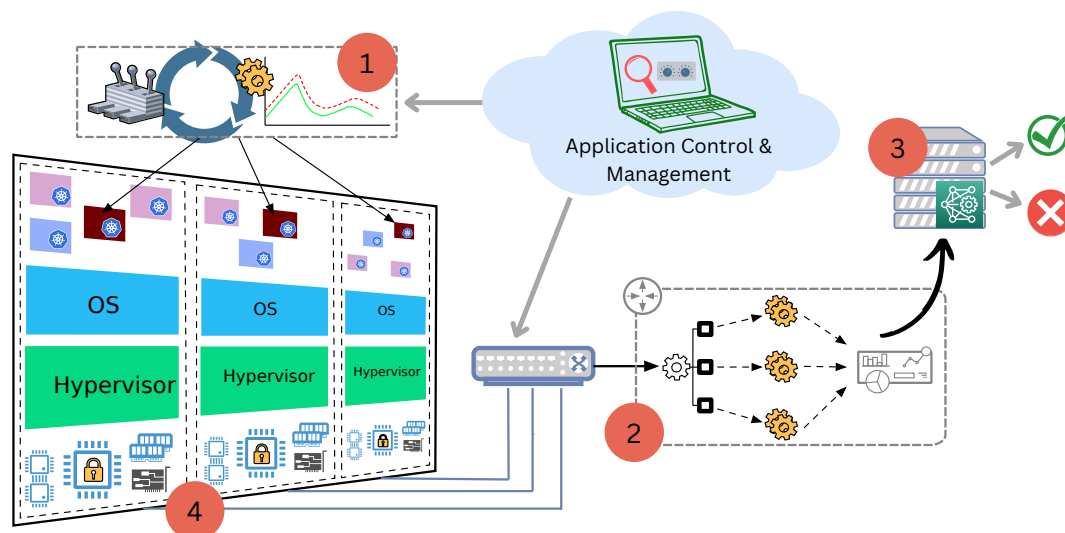 1
Application Control &
Management
3
OS
OS
OS
Hypervisor
Hypervisor
Hypervisor
2
4